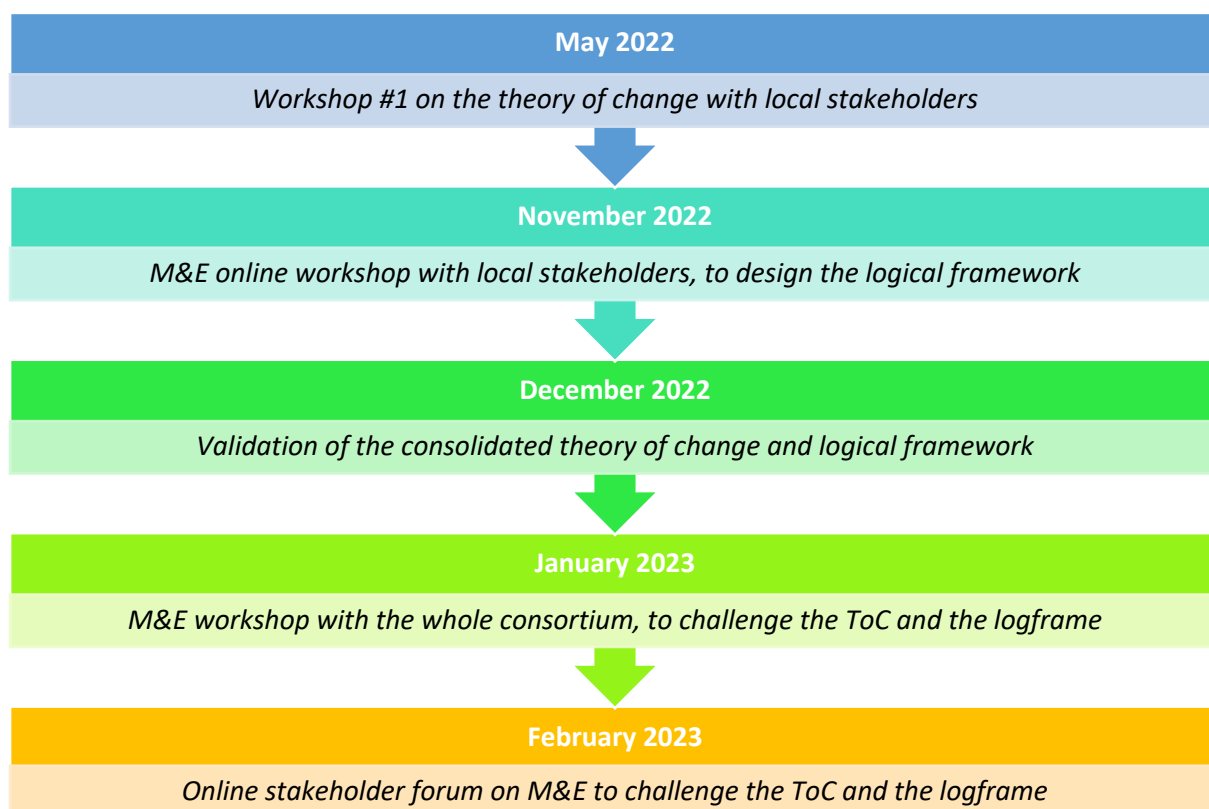 May 2022
Workshop #1 on the theory of change with local stakeholders
November 2022
M&E online workshop with local stakeholders, to design the logical framework
December 2022
Validation of the consolidated theory of change and logical framework
January 2023
M&E workshop with the whole consortium, to challenge the ToC and the logframe
February 2023
Online stakeholder forum on M&E to challenge the ToC and the logframe